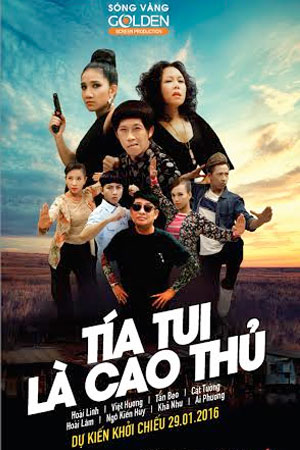 SÓNG VÀNG
GOLDEN
SCREEN PRODUCTION
TÍA TUI
LÀ CAO THỦ
Hoài Linh | Việt Hương | Tấn Beo | Cát Tường
Hoài Lâm | Ngô Kiến Huy | Khả Như | Ái Phương
DỰ KIẾN KHỞI CHIẾU 29.01.2016